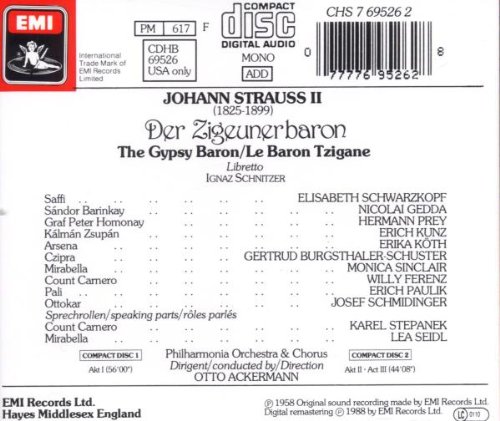 EMI
International
Trade Mark of
EMI Records
Limited
PM 617 F
CDHB
69526
USA only
COMPACT
disc
DIGITAL AUDIO
MONO
ADD
CHS 7 69526 2
0 77776 95262 8
JOHANN STRAUSS II
(1825-1899)
Der Zigeunerbaron
The Gypsy Baron/Le Baron Tzigane
Libretto
IGNAZ SCHNITZER
Saffi .. .. .. .. .. .. ELISABETH SCHWARZKOPF
Sándor Barinkay .. .. .. .. .. NICOLAI GEDDA
Graf Peter Homonay .. .. .. .. HERMANN PREY
Kálmán Zsupán .. .. .. .. .. ERICH KUNZ
Arsena .. .. .. .. .. .. ERIKA KÖTH
Czipra .. .. .. .. GERTRUD BURGSTHALER-SCHUSTER
Mirabella .. .. .. .. .. MONICA SINCLAIR
Count Carnero .. .. .. .. .. WILLY FERENZ
Pali .. .. .. .. .. .. ERICH PAULIK
Ottokar .. .. .. .. .. JOSEF SCHMIDINGER
Sprechrollen/speaking parts/rôles parlés
Count Carnero .. .. .. .. .. KAREL STEPANEK
Mirabella .. .. .. .. .. .. LEA SEIDL
COMPACT DISC 1
Akt I (56'00")
Philharmonia Orchestra & Chorus
Dirigent/conducted by/Direction
OTTO ACKERMANN
COMPACT DISC 2
Akt II - Act III (44'08")
EMI Records Ltd.
Hayes Middlesex England
℗ 1958 Original sound recording made by EMI Records Ltd.
Digital remastering ℗ 1988 by EMI Records Ltd.
LC 0110